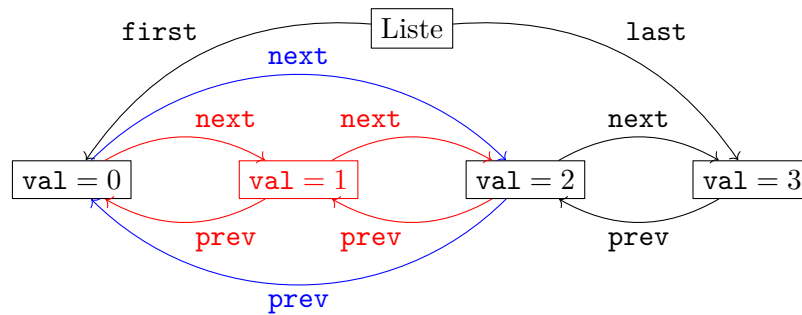 first Liste last
next
next next next
val = 0 val = 1 val = 2 val = 3
prev prev prev
prev